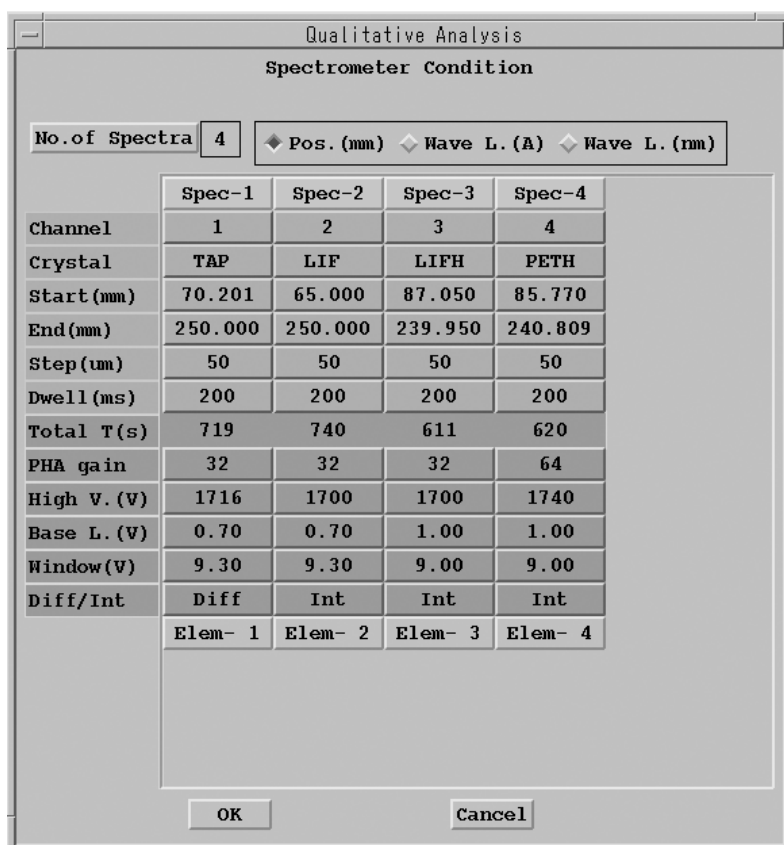 Qualitative Analysis
Spectrometer Condition
No.of Spectra 4 Pos.(mm) Wave L.(A) Wave L.(nm)
Spec-1 Spec-2 Spec-3 Spec-4
Channel 1 2 3 4
Crystal TAP LIF LIFH PETH
Start(mm) 70.201 65.000 87.050 85.770
End(mm) 250.000 250.000 239.950 240.809
Step(um) 50 50 50 50
Dwell(ms) 200 200 200 200
Total T(s) 719 740 611 620
PHA gain 32 32 32 64
High V.(V) 1716 1700 1700 1740
Base L.(V) 0.70 0.70 1.00 1.00
Window(V) 9.30 9.30 9.00 9.00
Diff/Int Diff Int Int Int
Elem- 1 Elem- 2 Elem- 3 Elem- 4
OK Cancel